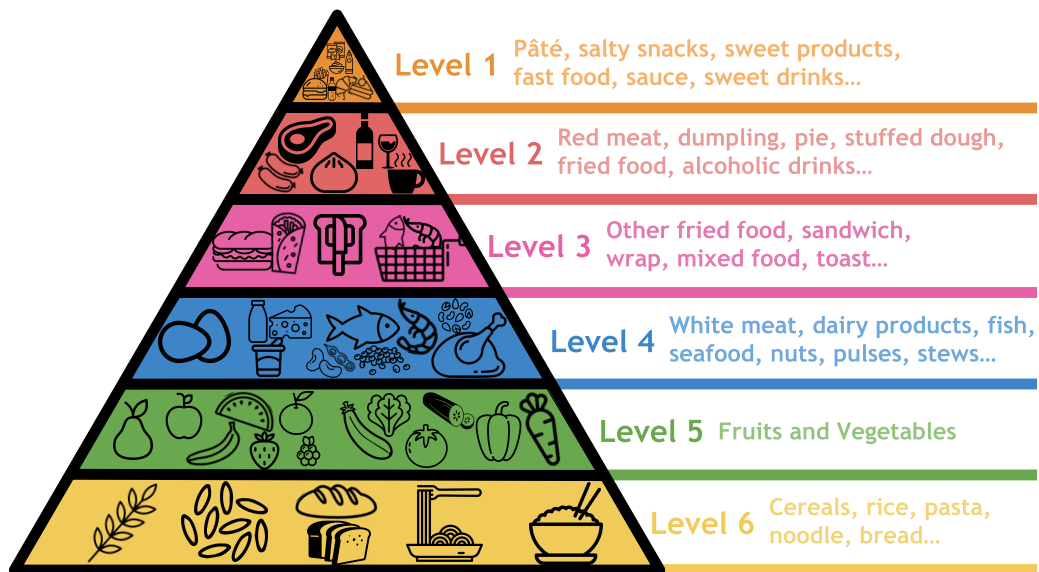 Level 1
Pâté, salty snacks, sweet products,
fast food, sauce, sweet drinks...
Level 2
Red meat, dumpling, pie, stuffed dough,
fried food, alcoholic drinks...
Level 3
Other fried food, sandwich,
wrap, mixed food, toast...
Level 4
White meat, dairy products, fish,
seafood, nuts, pulses, stews...
Level 5
Fruits and Vegetables
Level 6
Cereals, rice, pasta,
noodle, bread...